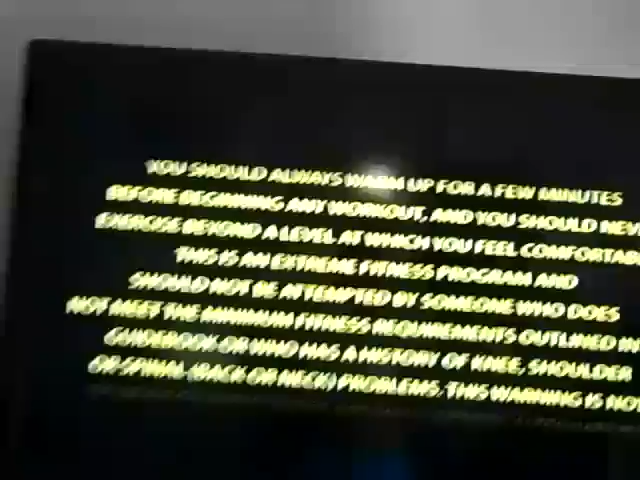 YOU SHOULD ALWAYS WARM UP FOR A FEW MINUTES
BEFORE BEGINNING ANY WORKOUT, AND YOU SHOULD NEVE
EXERCISE BEYOND A LEVEL AT WHICH YOU FEEL COMFORTAB
THIS IS AN EXTREME FITNESS PROGRAM AND
SHOULD NOT BE ATTEMPTED BY SOMEONE WHO DOES
NOT MEET THE MINIMUM FITNESS REQUIREMENTS OUTLINED IN
GUIDEBOOK OR WHO HAS A HISTORY OF KNEE, SHOULDER
OR SPINAL (BACK OR NECK) PROBLEMS. THIS WARNING IS NOT